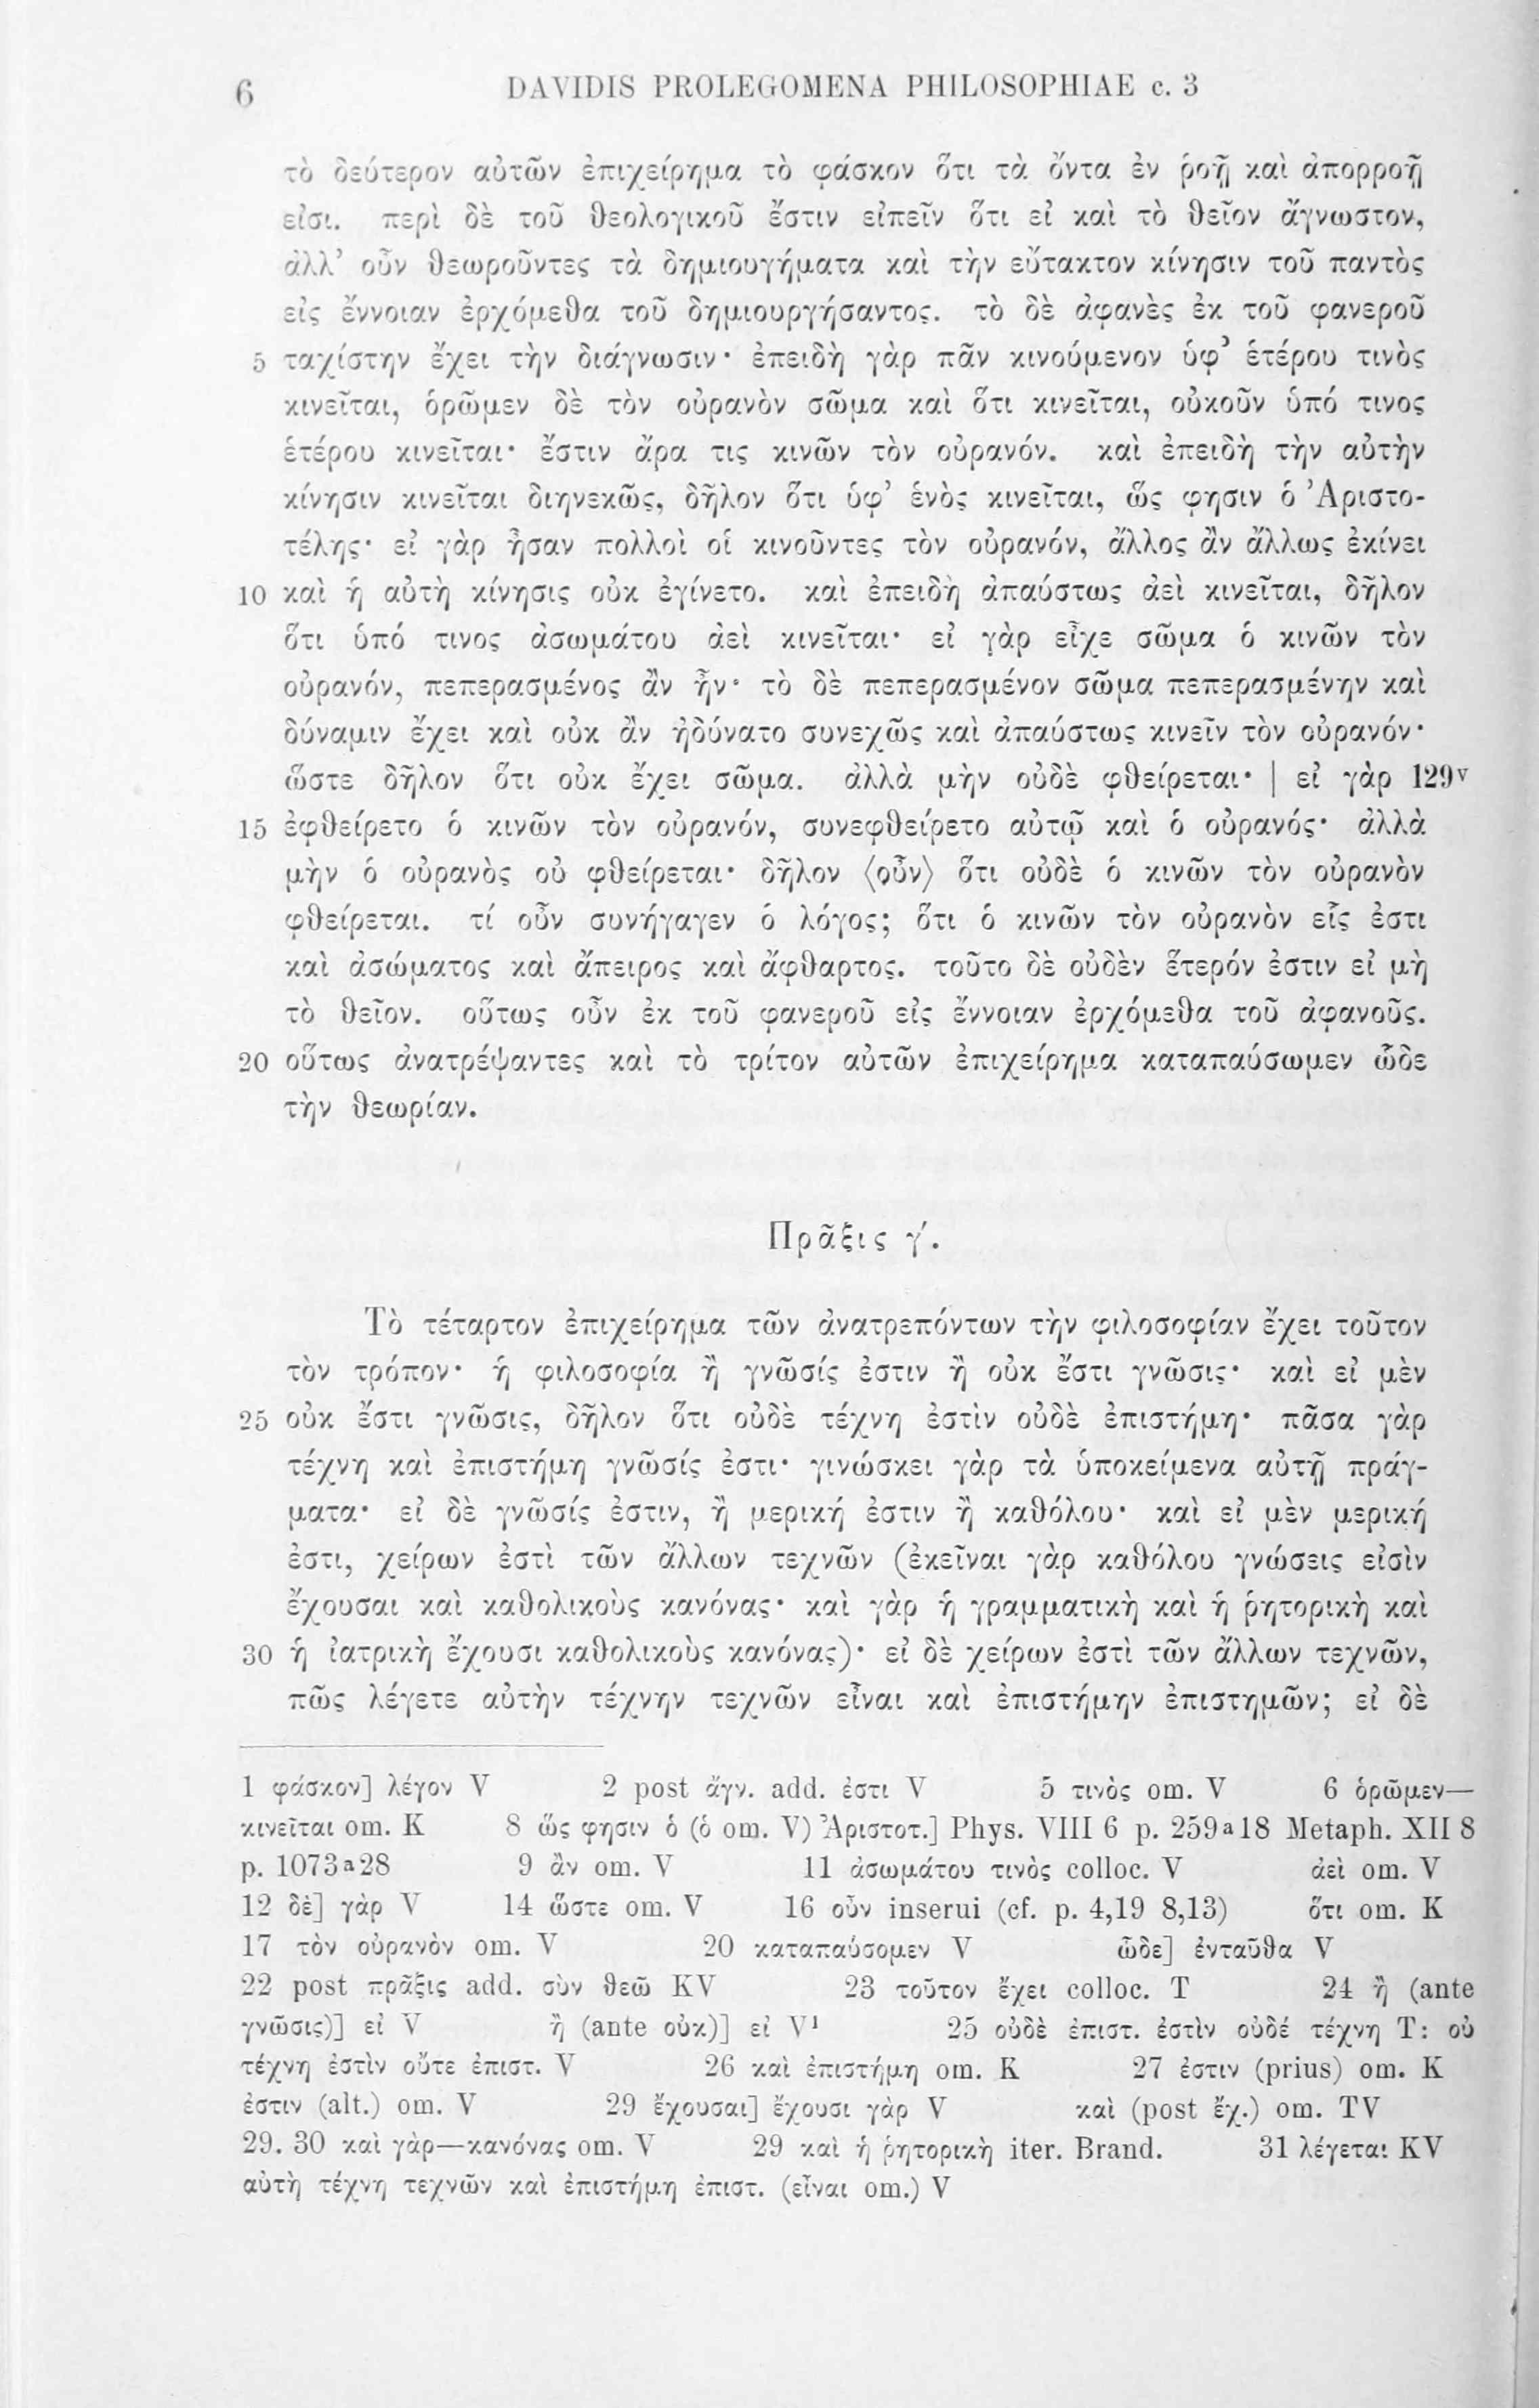 6 DAVIDIS PROLEGOMENA PHILOSOPHIAE c. 3
τὸ δεύτερον αὐτῶν ἐπιχείρημα τὸ φάσκον ὅτι τὰ ὄντα ἐν ῥοῇ καὶ ἀπορροῇ
εἰσι. περὶ δὲ τοῦ θεολογικοῦ ἔστιν εἰπεῖν ὅτι εἰ καὶ τὸ θεῖον ἄγνωστον,
ἀλλ' οὖν θεωροῦντες τὰ δημιουγήματα καὶ τὴν εὔτακτον κίνησιν τοῦ παντὸς
εἰς ἔννοιαν ἐρχόμεθα τοῦ δημιουργήσαντος. τὸ δὲ ἀφανὲς ἐκ τοῦ φανεροῦ
5 ταχίστην ἔχει τὴν διάγνωσιν· ἐπειδὴ γὰρ πᾶν κινούμενον ὑφ' ἑτέρου τινὸς
κινεῖται, ὁρῶμεν δὲ τὸν οὐρανὸν σῶμα καὶ ὅτι κινεῖται, οὐκοῦν ὑπό τινος
ἑτέρου κινεῖται· ἔστιν ἄρα τις κινῶν τὸν οὐρανόν. καὶ ἐπειδὴ τὴν αὐτὴν
κίνησιν κινεῖται διηνεκῶς, δῆλον ὅτι ὑφ' ἑνὸς κινεῖται, ὥς φησιν ὁ Ἀριστο-
τέλης· εἰ γὰρ ἦσαν πολλοὶ οἱ κινοῦντες τὸν οὐρανόν, ἄλλος ἂν ἄλλως ἐκίνει
10 καὶ ἡ αὐτὴ κίνησις οὐκ ἐγίνετο. καὶ ἐπειδὴ ἀπαύστως ἀεὶ κινεῖται, δῆλον
ὅτι ὑπό τινος ἀσωμάτου ἀεὶ κινεῖται· εἰ γὰρ εἶχε σῶμα ὁ κινῶν τὸν
οὐρανόν, πεπερασμένος ἂν ἦν· τὸ δὲ πεπερασμένον σῶμα πεπερασμένην καὶ
δύναμιν ἔχει καὶ οὐκ ἂν ἠδύνατο συνεχῶς καὶ ἀπαύστως κινεῖν τὸν οὐρανόν·
ὥστε δῆλον ὅτι οὐκ ἔχει σῶμα. ἀλλὰ μὴν οὐδὲ φθείρεται· | εἰ γὰρ 129ᵛ
15 ἐφθείρετο ὁ κινῶν τὸν οὐρανόν, συνεφθείρετο αὐτῷ καὶ ὁ οὐρανός· ἀλλὰ
μὴν ὁ οὐρανὸς οὐ φθείρεται· δῆλον ⟨οὖν⟩ ὅτι οὐδὲ ὁ κινῶν τὸν οὐρανὸν
φθείρεται. τί οὖν συνήγαγεν ὁ λόγος; ὅτι ὁ κινῶν τὸν οὐρανὸν εἷς ἐστι
καὶ ἀσώματος καὶ ἄπειρος καὶ ἄφθαρτος. τοῦτο δὲ οὐδὲν ἕτερόν ἐστιν εἰ μὴ
τὸ θεῖον. οὕτως οὖν ἐκ τοῦ φανεροῦ εἰς ἔννοιαν ἐρχόμεθα τοῦ ἀφανοῦς.
20 οὕτως ἀνατρέψαντες καὶ τὸ τρίτον αὐτῶν ἐπιχείρημα καταπαύσωμεν ὧδε
τὴν θεωρίαν.
Πρᾶξις γ'.
Τὸ τέταρτον ἐπιχείρημα τῶν ἀνατρεπόντων τὴν φιλοσοφίαν ἔχει τοῦτον
τὸν τρόπον· ἡ φιλοσοφία ἢ γνῶσίς ἐστιν ἢ οὐκ ἔστι γνῶσις· καὶ εἰ μὲν
25 οὐκ ἔστι γνῶσις, δῆλον ὅτι οὐδὲ τέχνη ἐστὶν οὐδὲ ἐπιστήμη· πᾶσα γὰρ
τέχνη καὶ ἐπιστήμη γνῶσίς ἐστι· γινώσκει γὰρ τὰ ὑποκείμενα αὐτῇ πράγ-
ματα· εἰ δὲ γνῶσίς ἐστιν, ἢ μερική ἐστιν ἢ καθόλου· καὶ εἰ μὲν μερική
ἐστι, χείρων ἐστὶ τῶν ἄλλων τεχνῶν (ἐκεῖναι γὰρ καθόλου γνώσεις εἰσὶν
ἔχουσαι καὶ καθολικοὺς κανόνας· καὶ γὰρ ἡ γραμματικὴ καὶ ἡ ῥητορικὴ καὶ
30 ἡ ἰατρικὴ ἔχουσι καθολικοὺς κανόνας)· εἰ δὲ χείρων ἐστὶ τῶν ἄλλων τεχνῶν,
πῶς λέγετε αὐτὴν τέχνην τεχνῶν εἶναι καὶ ἐπιστήμην ἐπιστημῶν; εἰ δὲ
1 φάσκον] λέγον V 2 post ἄγν. add. ἐστι V 5 τινὸς om. V 6 ὁρῶμεν—
κινεῖται om. K 8 ὥς φησιν ὁ (ὁ om. V) Ἀριστοτ.] Phys. VIII 6 p. 259ᵃ18 Metaph. XII 8
p. 1073ᵃ28 9 ἂν om. V 11 ἀσωμάτου τινὸς colloc. V ἀεὶ om. V
12 δὲ] γὰρ V 14 ὥστε om. V 16 οὖν inserui (cf. p. 4,19 8,13) ὅτι om. K
17 τὸν οὐρανὸν om. V 20 καταπαύσομεν V ὧδε] ἐνταῦθα V
22 post πρᾶξις add. σὺν θεῶ KV 23 τοῦτον ἔχει colloc. T 24 ἢ (ante
γνῶσις)] εἰ V ἢ (ante οὐκ)] εἰ V¹ 25 οὐδὲ ἐπιστ. ἐστὶν οὐδέ τέχνη T: οὐ
τέχνη ἐστὶν οὔτε ἐπιστ. V 26 καὶ ἐπιστήμη om. K 27 ἐστιν (prius) om. K
ἐστιν (alt.) om. V 29 ἔχουσαι] ἔχουσι γὰρ V καὶ (post ἔχ.) om. TV
29. 30 καὶ γὰρ—κανόνας om. V 29 καὶ ἡ ῥητορικὴ iter. Brand. 31 λέγεται KV
αὐτὴ τέχνη τεχνῶν καὶ ἐπιστήμη ἐπιστ. (εἶναι om.) V